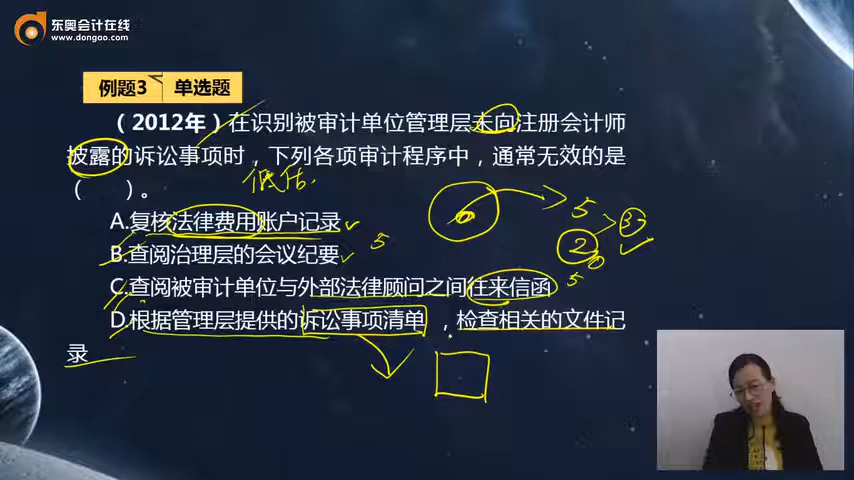 东奥会计在线
www.dongao.com
例题3 单选题
（2012年）在识别被审计单位管理层未向注册会计师
披露的诉讼事项时，下列各项审计程序中，通常无效的是
（ ）。
低估.
A.复核法律费用账户记录
B.查阅治理层的会议纪要
C.查阅被审计单位与外部法律顾问之间往来信函
D.根据管理层提供的诉讼事项清单，检查相关的文件记
录
5
2
5
5